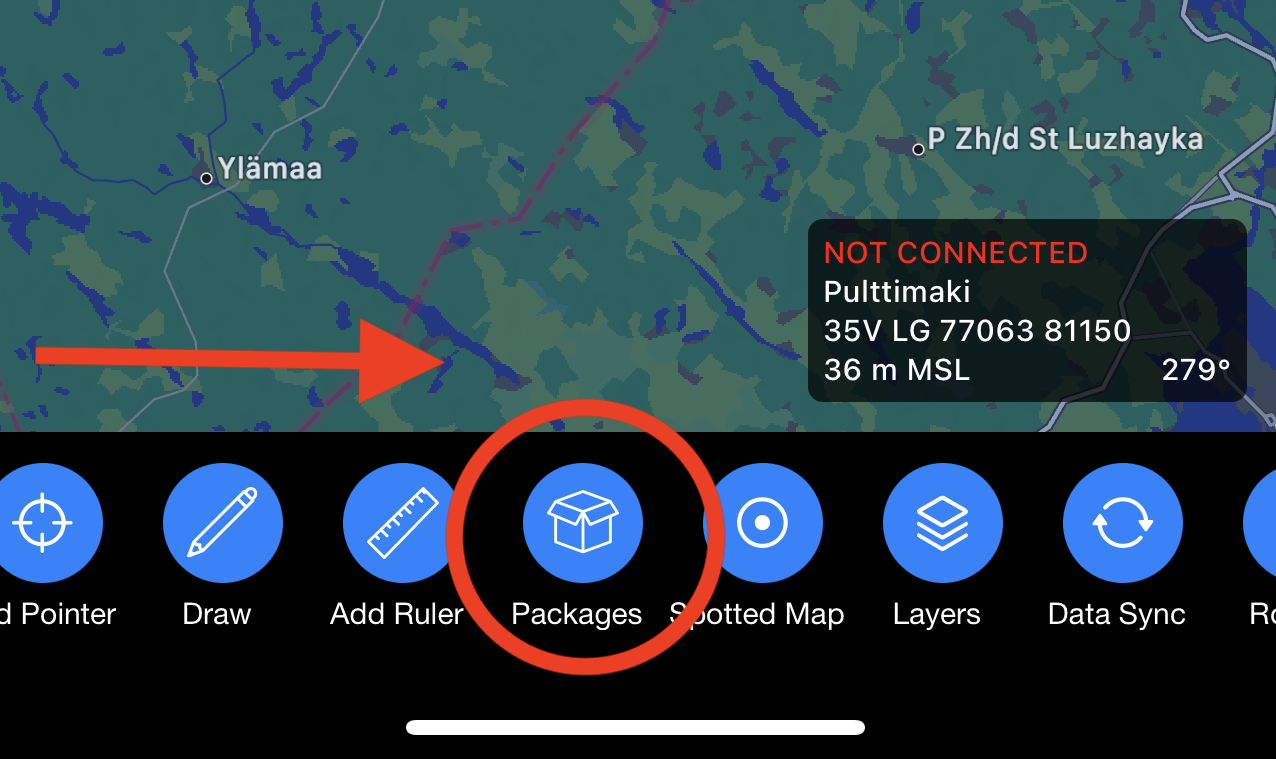 Ylämaa
P Zh/d St Luzhayka
NOT CONNECTED
Pulttimaki
35V LG 77063 81150
36 m MSL 279°
d Pointer Draw Add Ruler Packages Spotted Map Layers Data Sync Ro